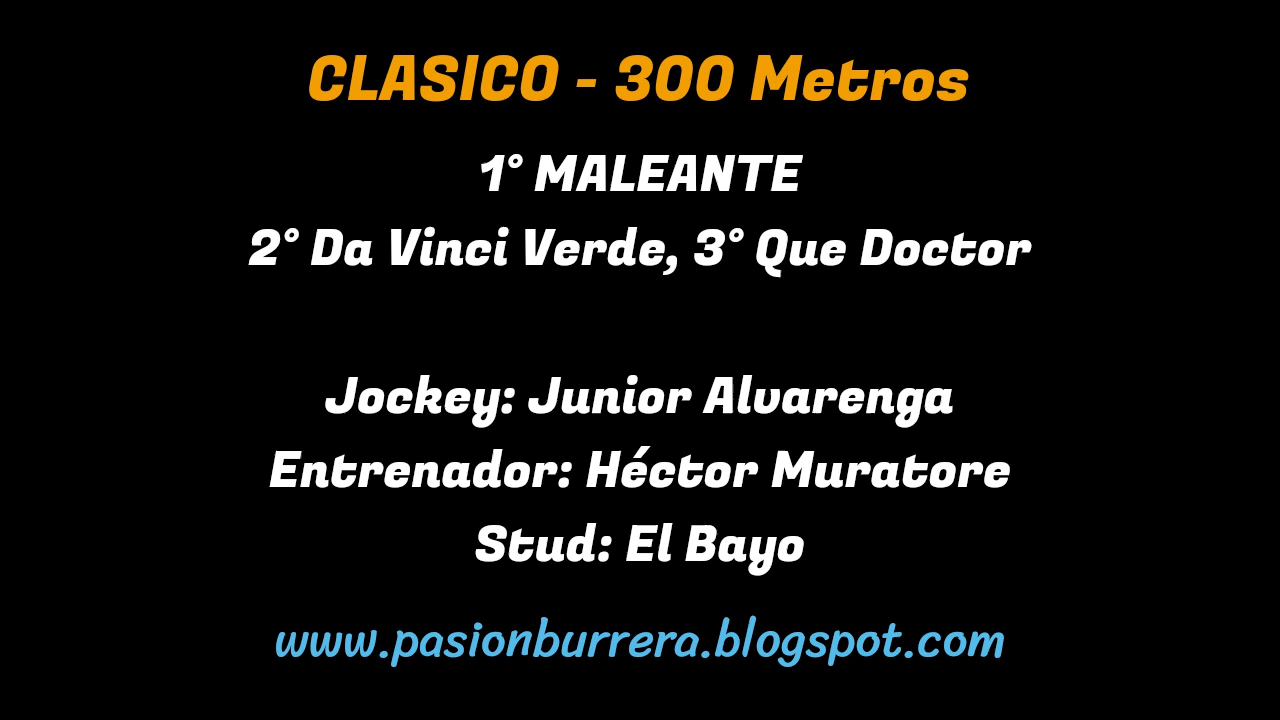 CLASICO - 300 Metros
1° MALEANTE
2° Da Vinci Verde, 3° Que Doctor
Jockey: Junior Alvarenga
Entrenador: Héctor Muratore
Stud: El Bayo
www.pasionburrera.blogspot.com